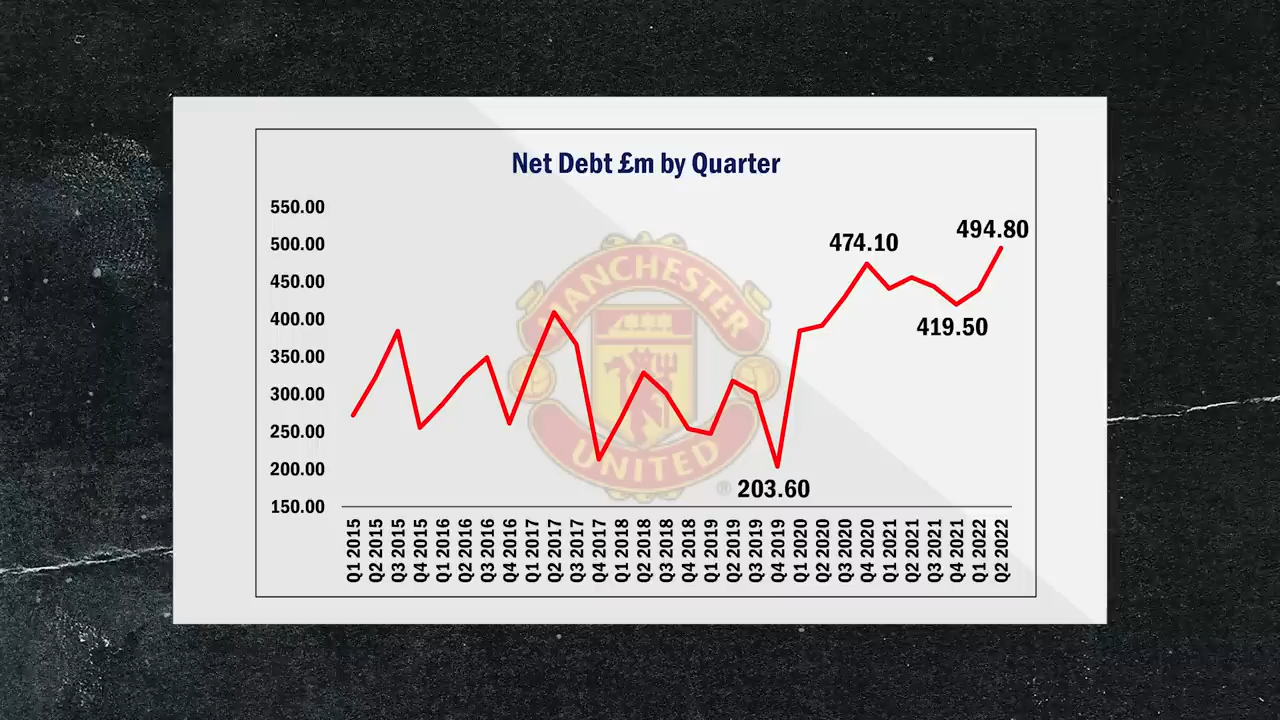 Net Debt £m by Quarter
550.00
500.00
450.00
400.00
350.00
300.00
250.00
200.00
150.00
474.10
494.80
419.50
203.60
MANCHESTER
UNITED
®
Q1 2015
Q2 2015
Q3 2015
Q4 2015
Q1 2016
Q2 2016
Q3 2016
Q4 2016
Q1 2017
Q2 2017
Q3 2017
Q4 2017
Q1 2018
Q2 2018
Q3 2018
Q4 2018
Q1 2019
Q2 2019
Q3 2019
Q4 2019
Q1 2020
Q2 2020
Q3 2020
Q4 2020
Q1 2021
Q2 2021
Q3 2021
Q4 2021
Q1 2022
Q2 2022